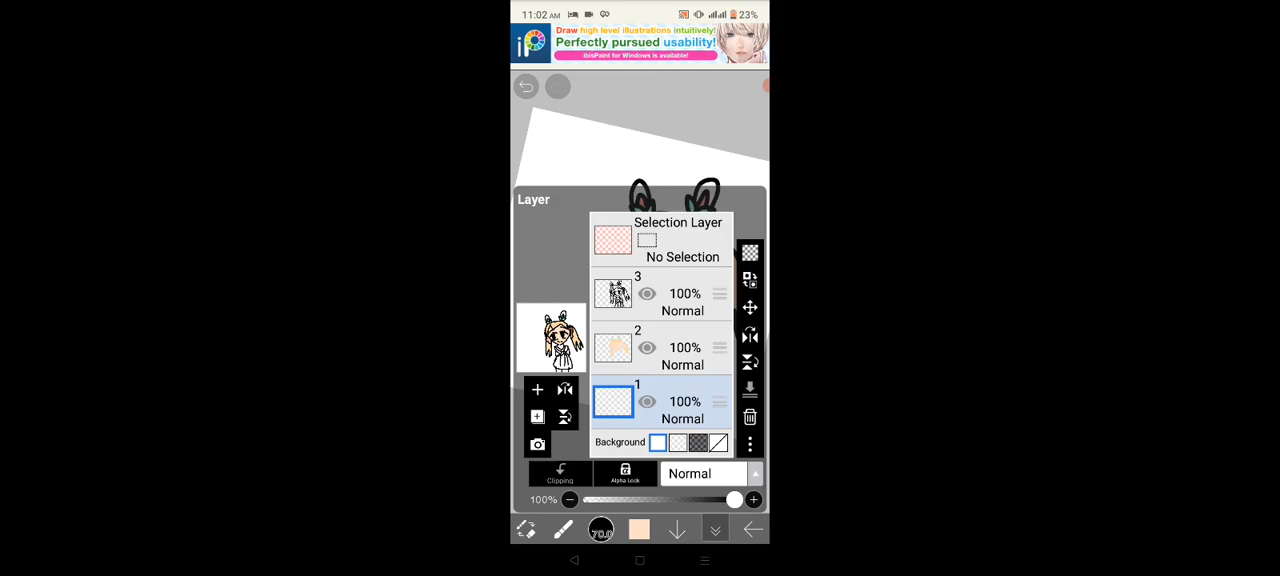 11:02 AM
23%
iP
Draw high level illustrations intuitively!
Perfectly pursued usability!
ibisPaint for Windows is available!
Layer
Selection Layer
No Selection
3
100%
Normal
2
100%
Normal
1
100%
Normal
Background
Clipping
Alpha Lock
Normal
100%
70.0